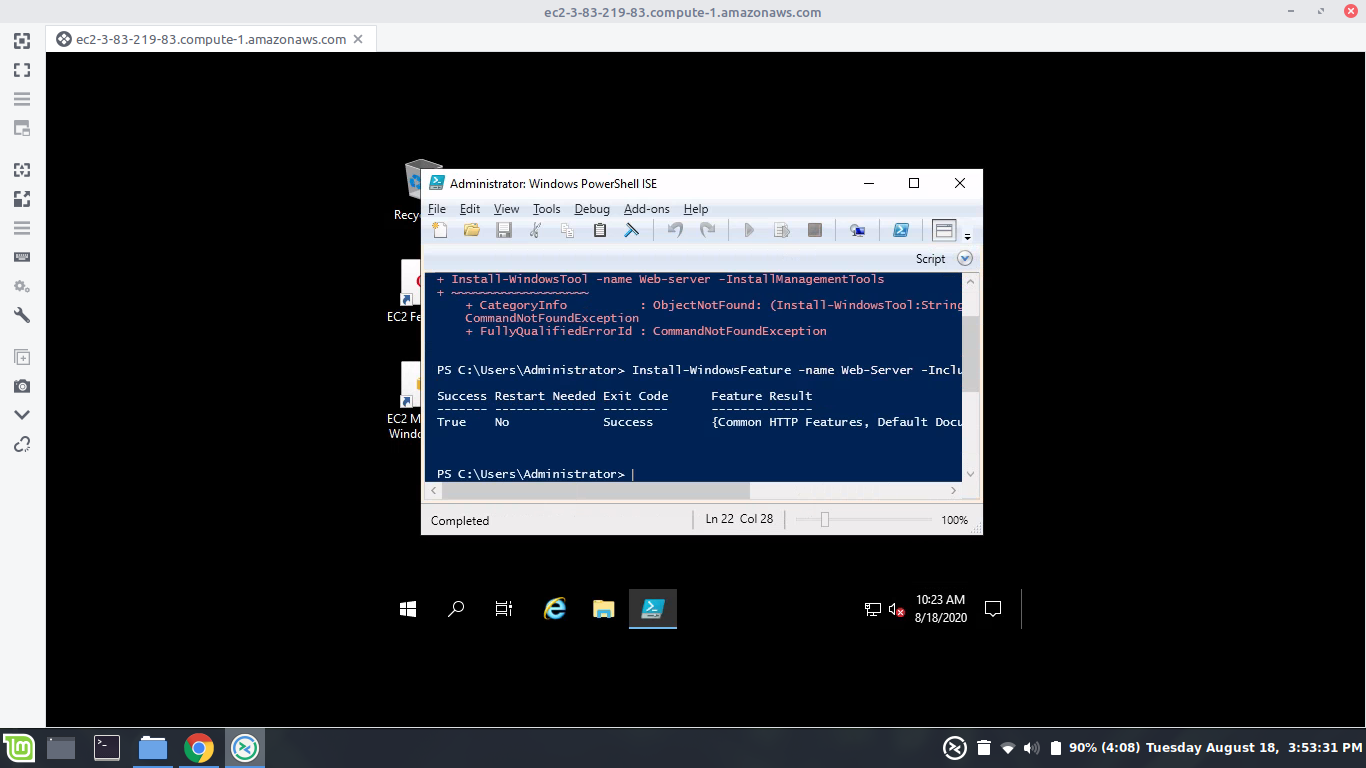 ec2-3-83-219-83.compute-1.amazonaws.com
ec2-3-83-219-83.compute-1.amazonaws.com
Administrator: Windows PowerShell ISE
File Edit View Tools Debug Add-ons Help
Script
+ Install-WindowsTool -name Web-server -InstallManagementTools
+ ~~~~~~~~~~~~~~~~~~~
+ CategoryInfo : ObjectNotFound: (Install-WindowsTool:String
CommandNotFoundException
+ FullyQualifiedErrorId : CommandNotFoundException
PS C:\Users\Administrator> Install-WindowsFeature -name Web-Server -Inclu
Success Restart Needed Exit Code Feature Result
------- -------------- --------- --------------
True No Success {Common HTTP Features, Default Docu
PS C:\Users\Administrator>
Completed
Ln 22 Col 28
100%
Recy
EC2 Fe
EC2 M
Windo
10:23 AM
8/18/2020
90% (4:08) Tuesday August 18, 3:53:31 PM